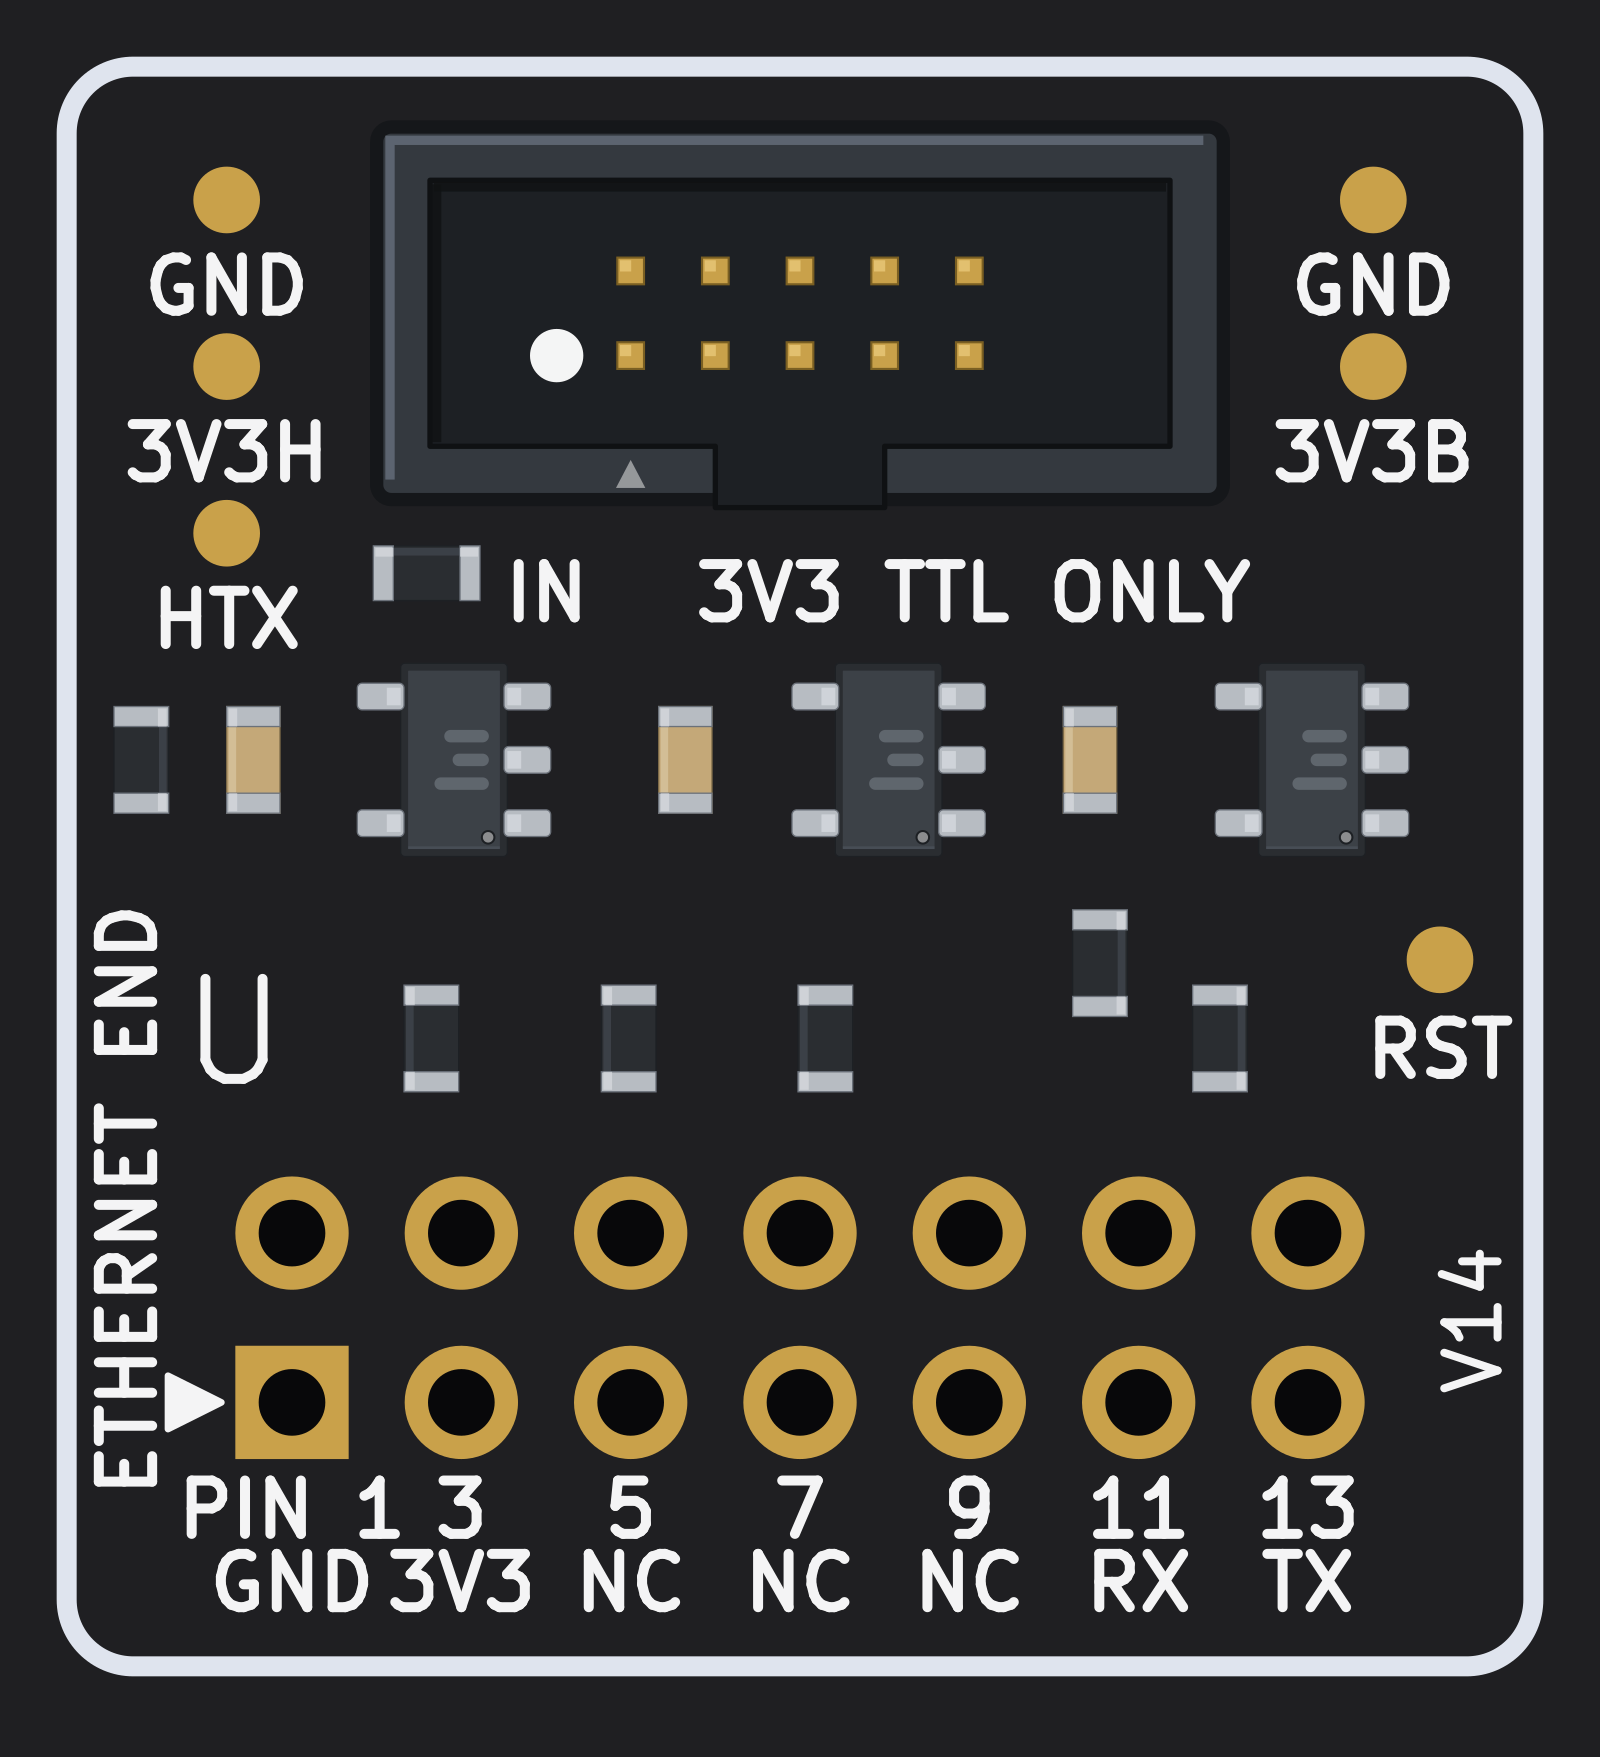 GND
GND
3V3H
3V3B
HTX
IN
3V3 TTL ONLY
ETHERNET END
U
RST
V14
PIN 1 3 5 7 9 11 13
GND 3V3 NC NC NC RX TX